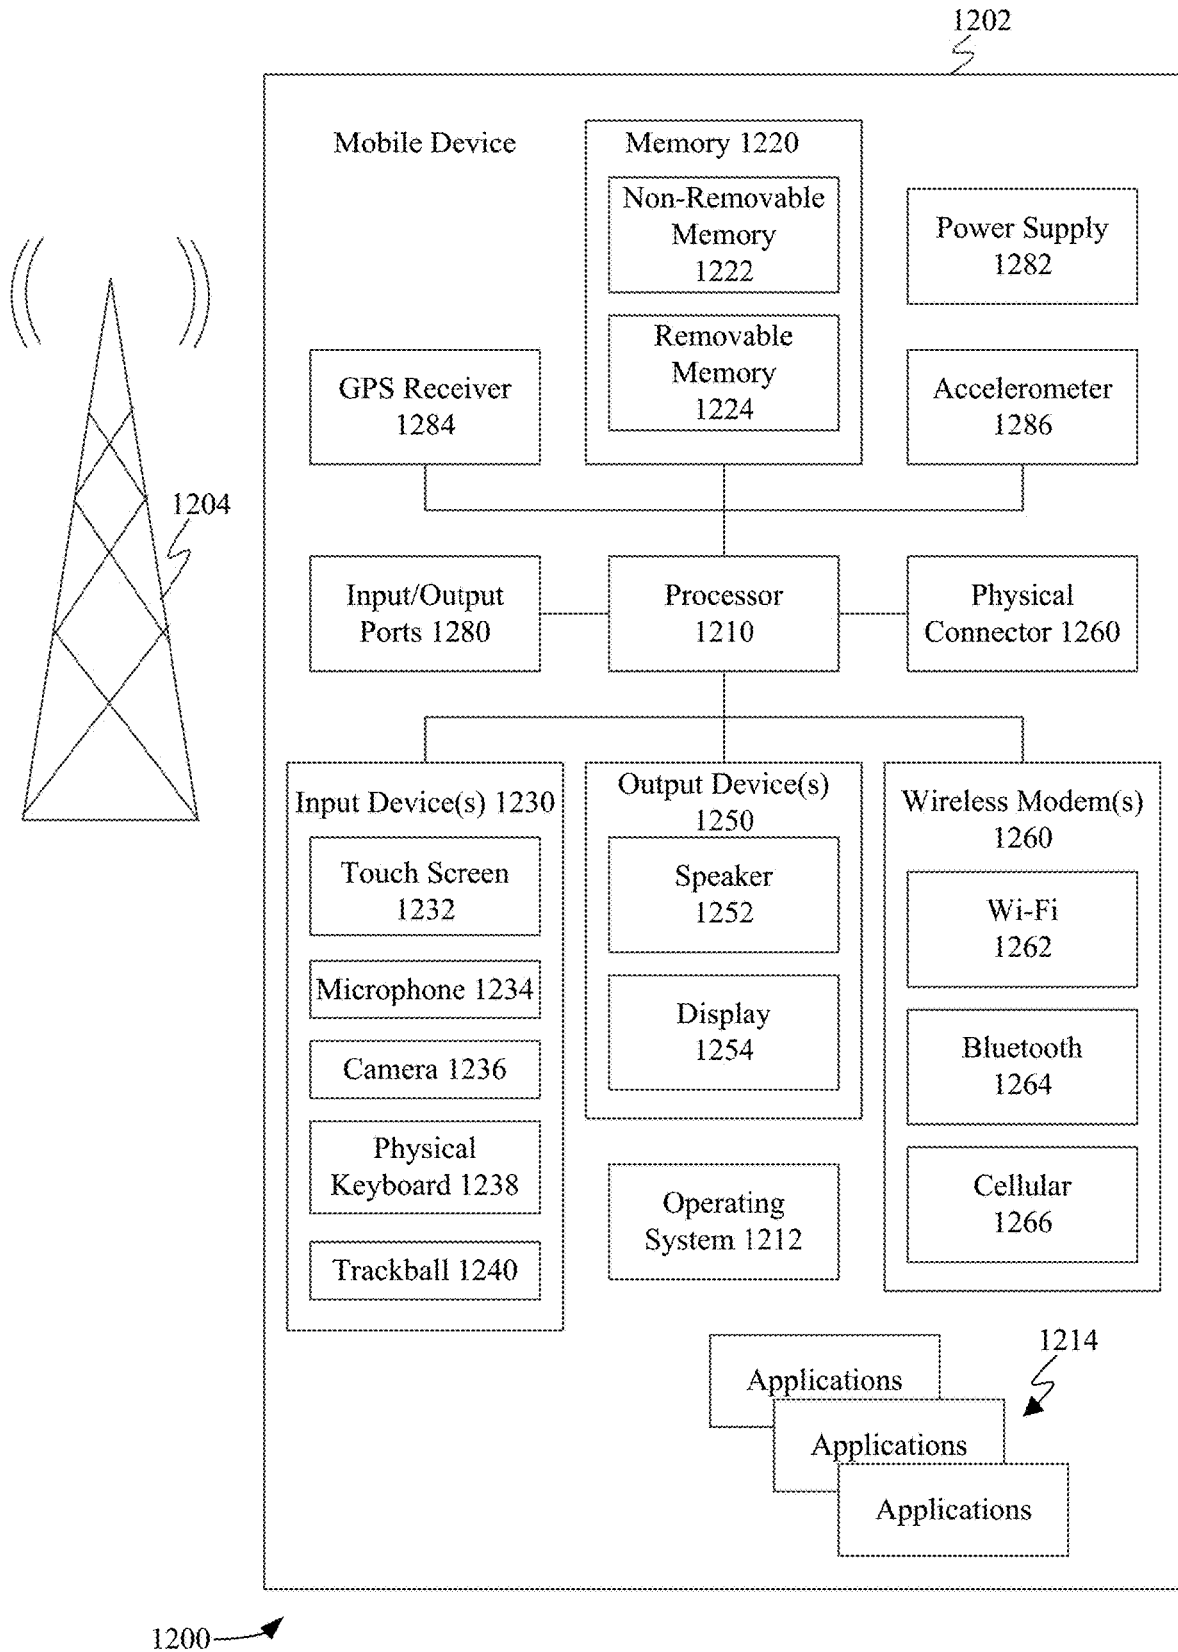 1202
Mobile Device
Memory 1220
Non-Removable
Memory
1222
Removable
Memory
1224
Power Supply
1282
GPS Receiver
1284
Accelerometer
1286
1204
Input/Output
Ports 1280
Processor
1210
Physical
Connector 1260
Input Device(s) 1230
Touch Screen
1232
Microphone 1234
Camera 1236
Physical
Keyboard 1238
Trackball 1240
Output Device(s)
1250
Speaker
1252
Display
1254
Operating
System 1212
Wireless Modem(s)
1260
Wi-Fi
1262
Bluetooth
1264
Cellular
1266
1214
Applications
Applications
Applications
1200